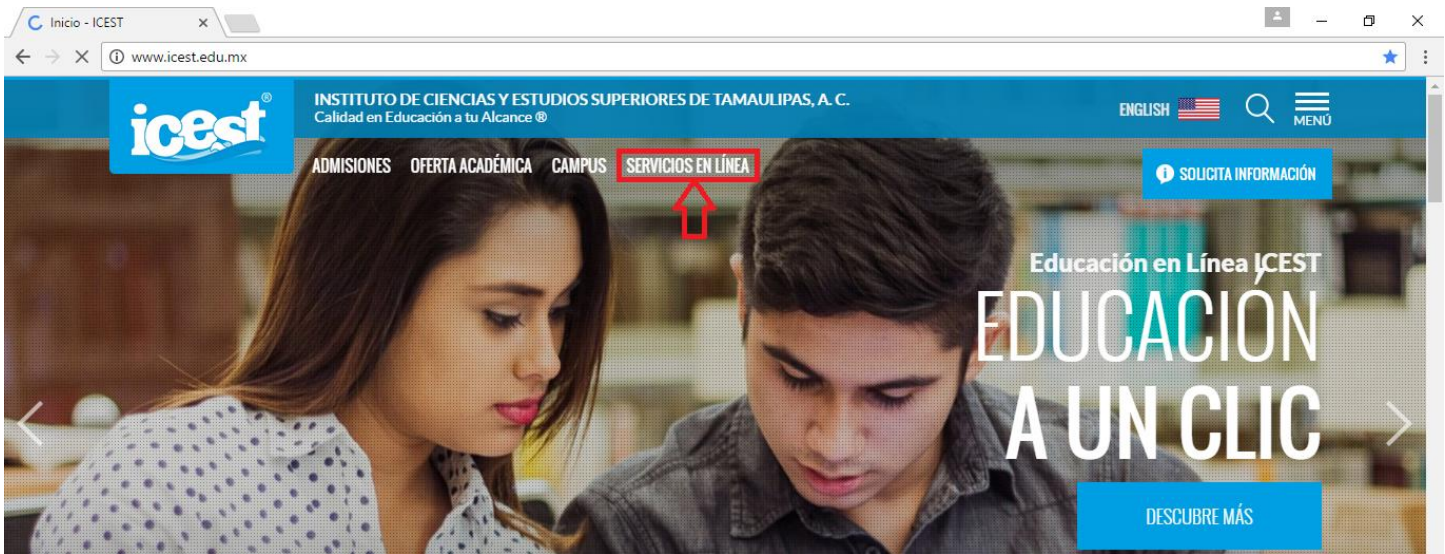 Inicio - ICEST
www.icest.edu.mx
icest®
INSTITUTO DE CIENCIAS Y ESTUDIOS SUPERIORES DE TAMAULIPAS, A. C.
Calidad en Educación a tu Alcance ®
ENGLISH
MENÚ
ADMISIONES OFERTA ACADÉMICA CAMPUS SERVICIOS EN LÍNEA
SOLICITA INFORMACIÓN
Educación en Línea ICEST
EDUCACIÓN
A UN CLIC
DESCUBRE MÁS